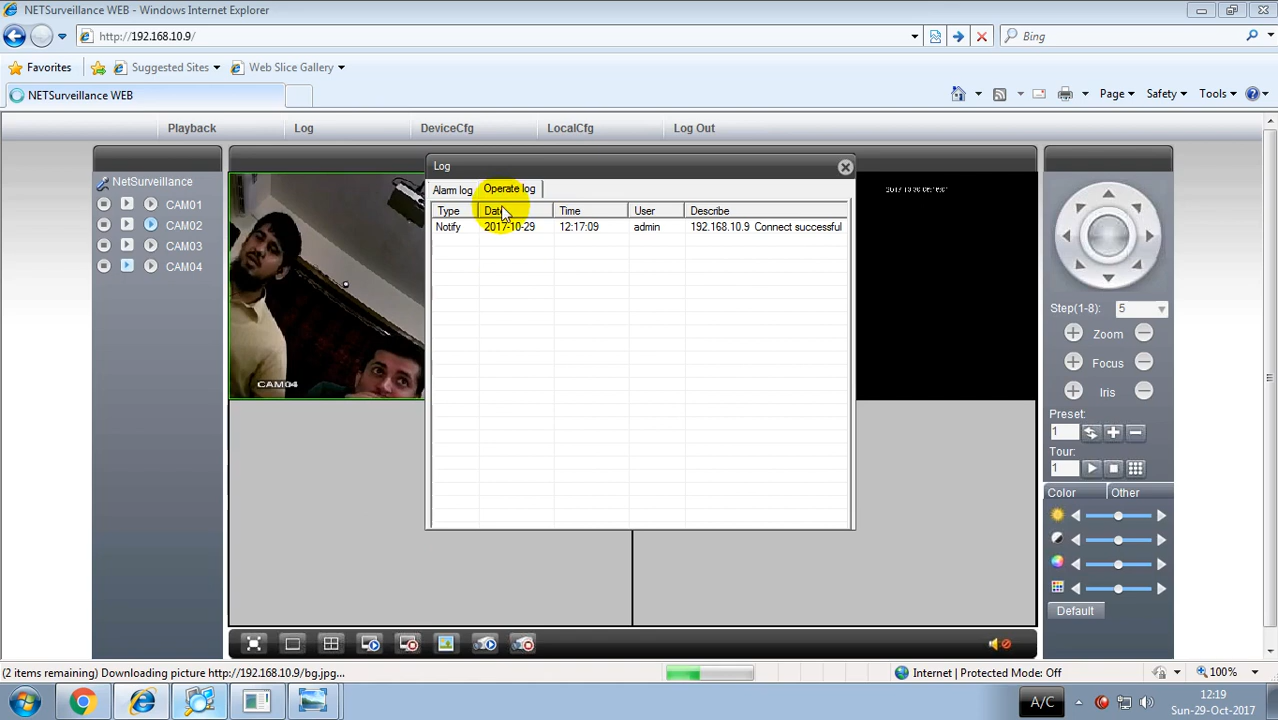 NETSurveillance WEB - Windows Internet Explorer
http://192.168.10.9/
Bing
Favorites Suggested Sites Web Slice Gallery
NETSurveillance WEB
Page Safety Tools
Playback Log DeviceCfg LocalCfg Log Out
NetSurveillance
CAM01
CAM02
CAM03
CAM04
CAM04
Log
Alarm log Operate log
Type Date Time User Describe
Notify 2017-10-29 12:17:09 admin 192.168.10.9 Connect successful
Step(1-8): 5
Zoom
Focus
Iris
Preset:
1
Tour:
1
Color Other
Default
(2 items remaining) Downloading picture http://192.168.10.9/bg.jpg...
Internet | Protected Mode: Off
100%
A/C
12:19
Sun-29-Oct-2017